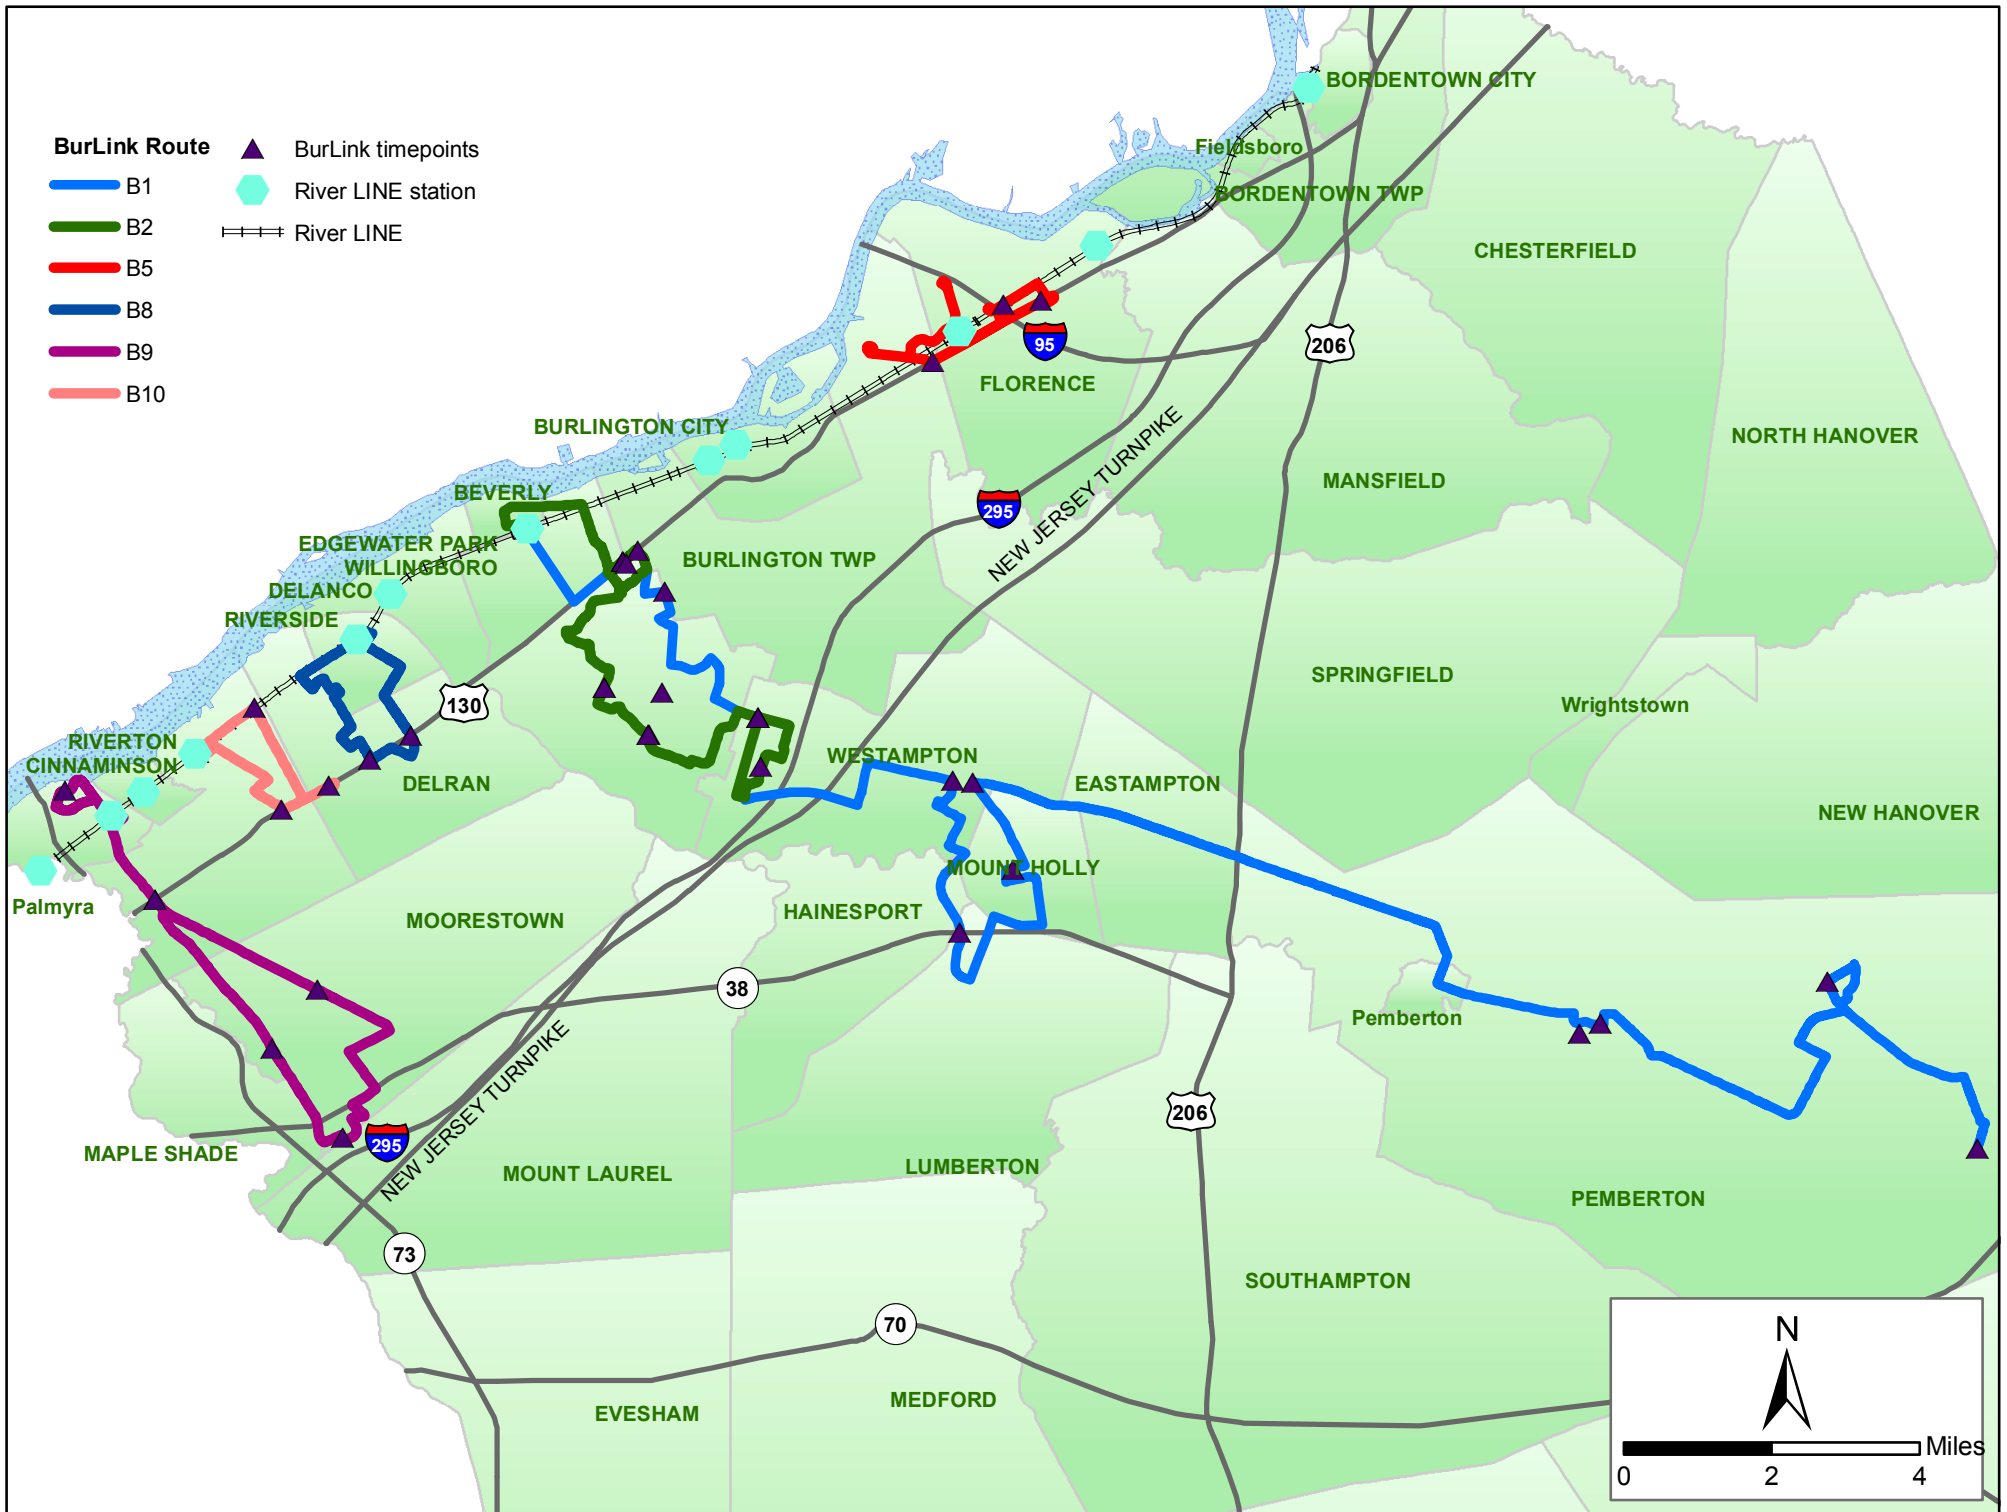 BurLink Route
B1
B2
B5
B8
B9
B10
BurLink timepoints
River LINE station
River LINE
BORDENTOWN CITY
Fieldsboro
BORDENTOWN TWP
CHESTERFIELD
206
95
FLORENCE
BURLINGTON CITY
NORTH HANOVER
MANSFIELD
NEW JERSEY TURNPIKE
295
BEVERLY
EDGEWATER PARK
WILLINGBORO
BURLINGTON TWP
DELANCO
RIVERSIDE
SPRINGFIELD
Wrightstown
130
RIVERTON
CINNAMINSON
WESTAMPTON
DELRAN
EASTAMPTON
NEW HANOVER
MOUNT HOLLY
Palmyra
MOORESTOWN
HAINESPORT
38
Pemberton
NEW JERSEY TURNPIKE
206
295
MAPLE SHADE
MOUNT LAUREL
LUMBERTON
PEMBERTON
73
SOUTHAMPTON
70
MEDFORD
EVESHAM
N
Miles
0 2 4